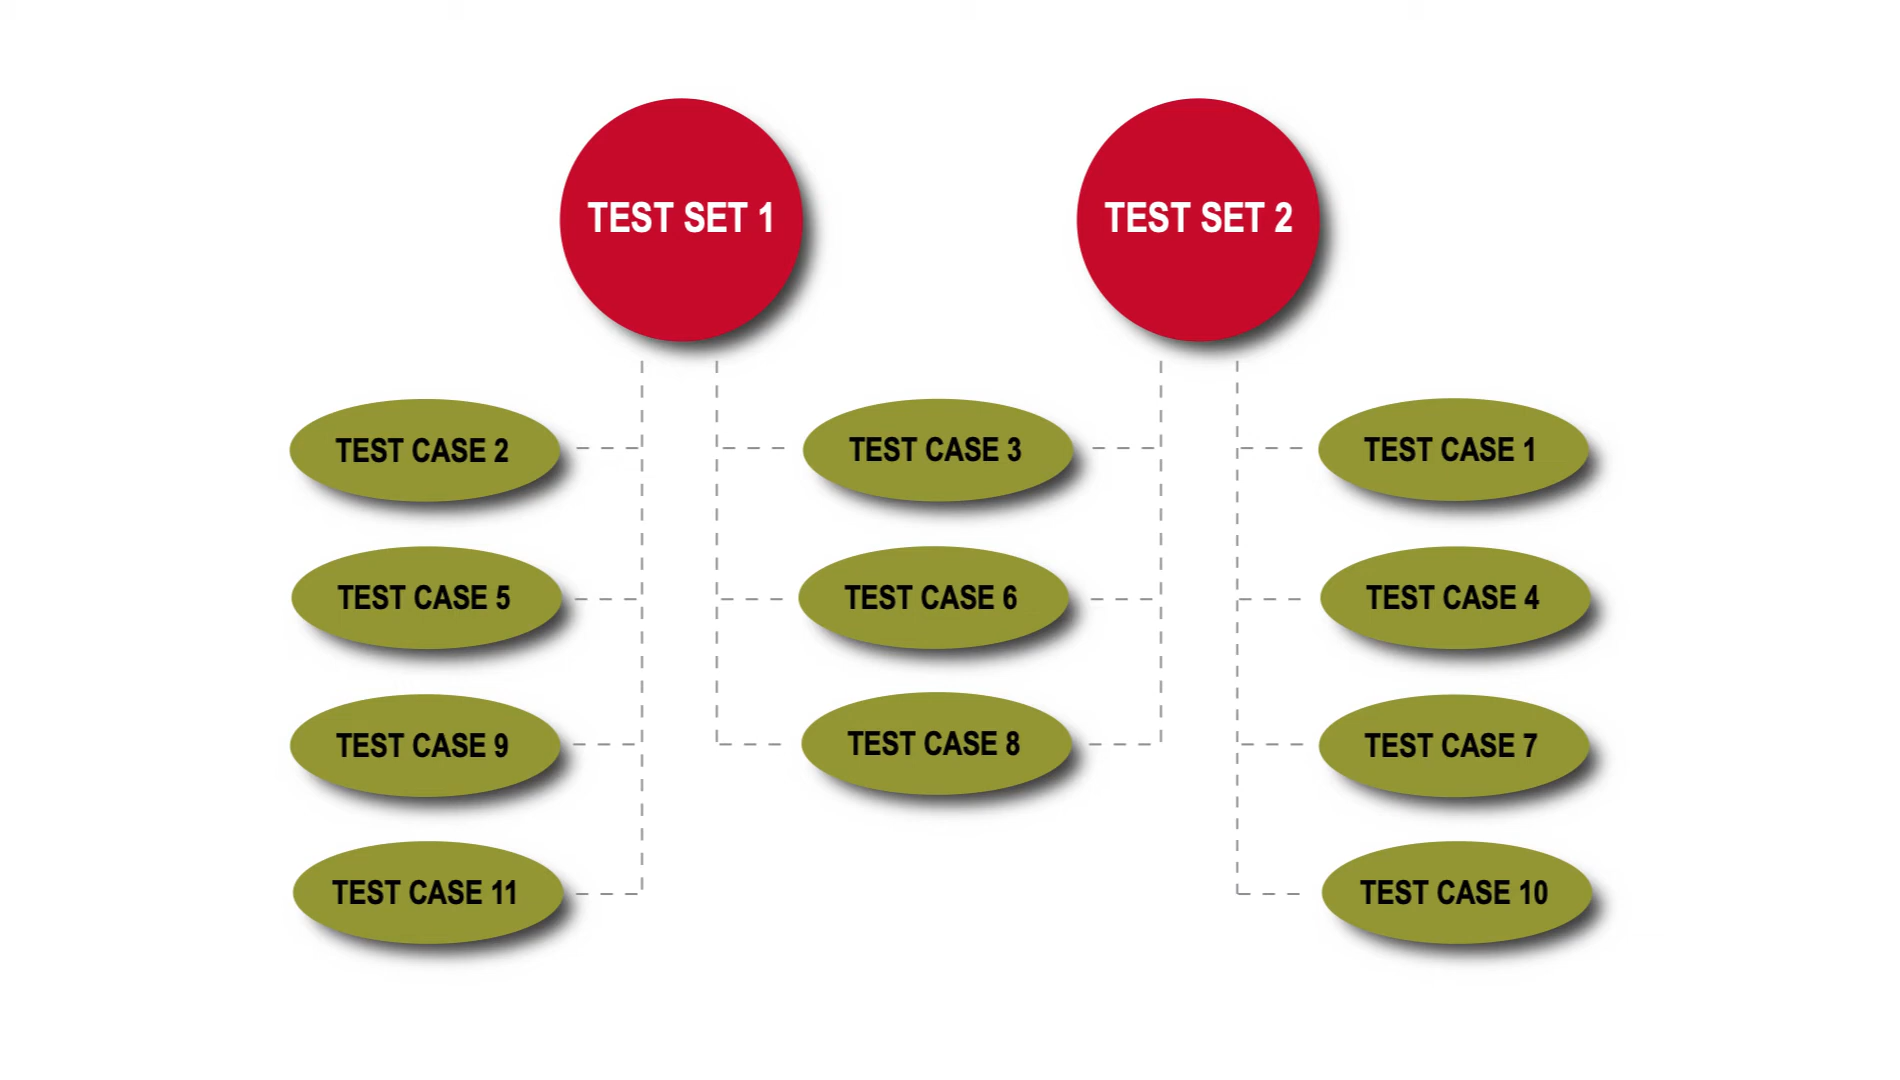 TEST SET 1
TEST SET 2
TEST CASE 2
TEST CASE 3
TEST CASE 1
TEST CASE 5
TEST CASE 6
TEST CASE 4
TEST CASE 9
TEST CASE 8
TEST CASE 7
TEST CASE 11
TEST CASE 10